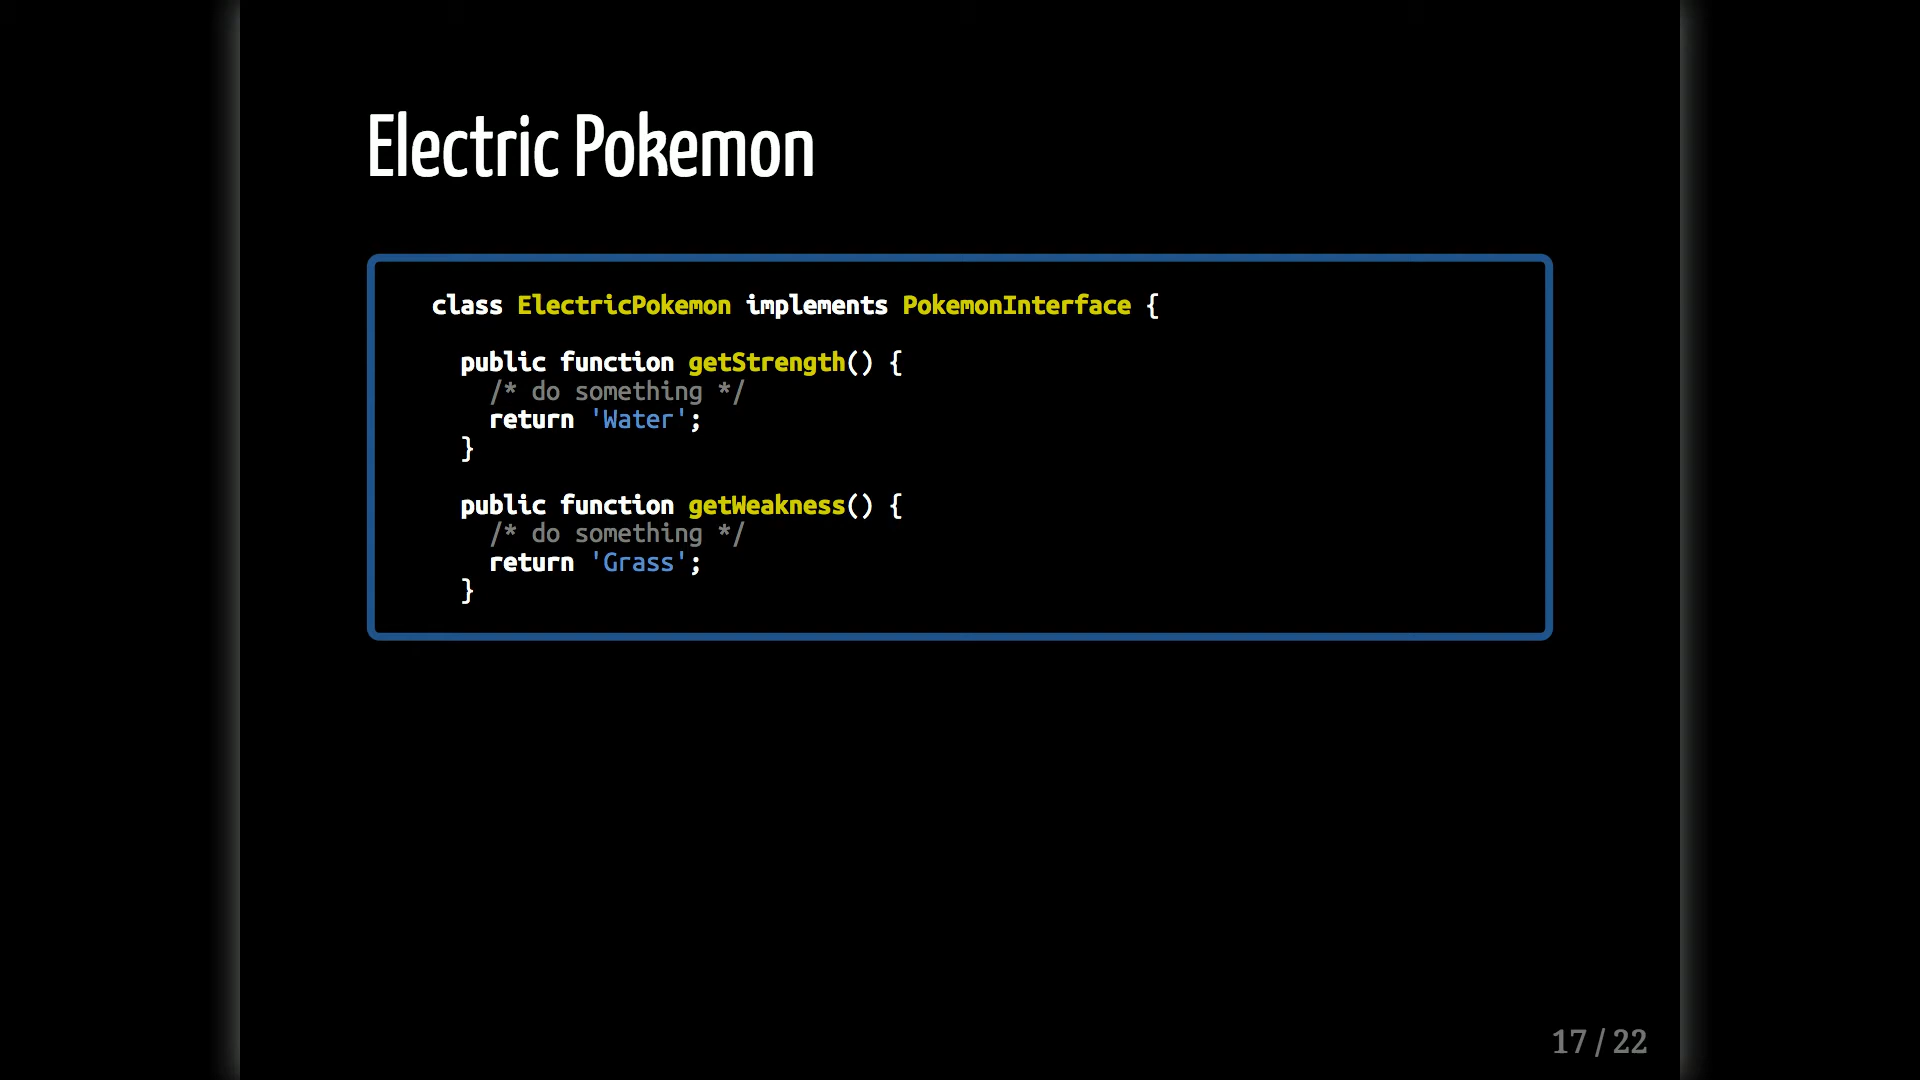 Electric Pokemon
class ElectricPokemon implements PokemonInterface {
public function getStrength() {
/* do something */
return 'Water';
}
public function getWeakness() {
/* do something */
return 'Grass';
}
17 / 22